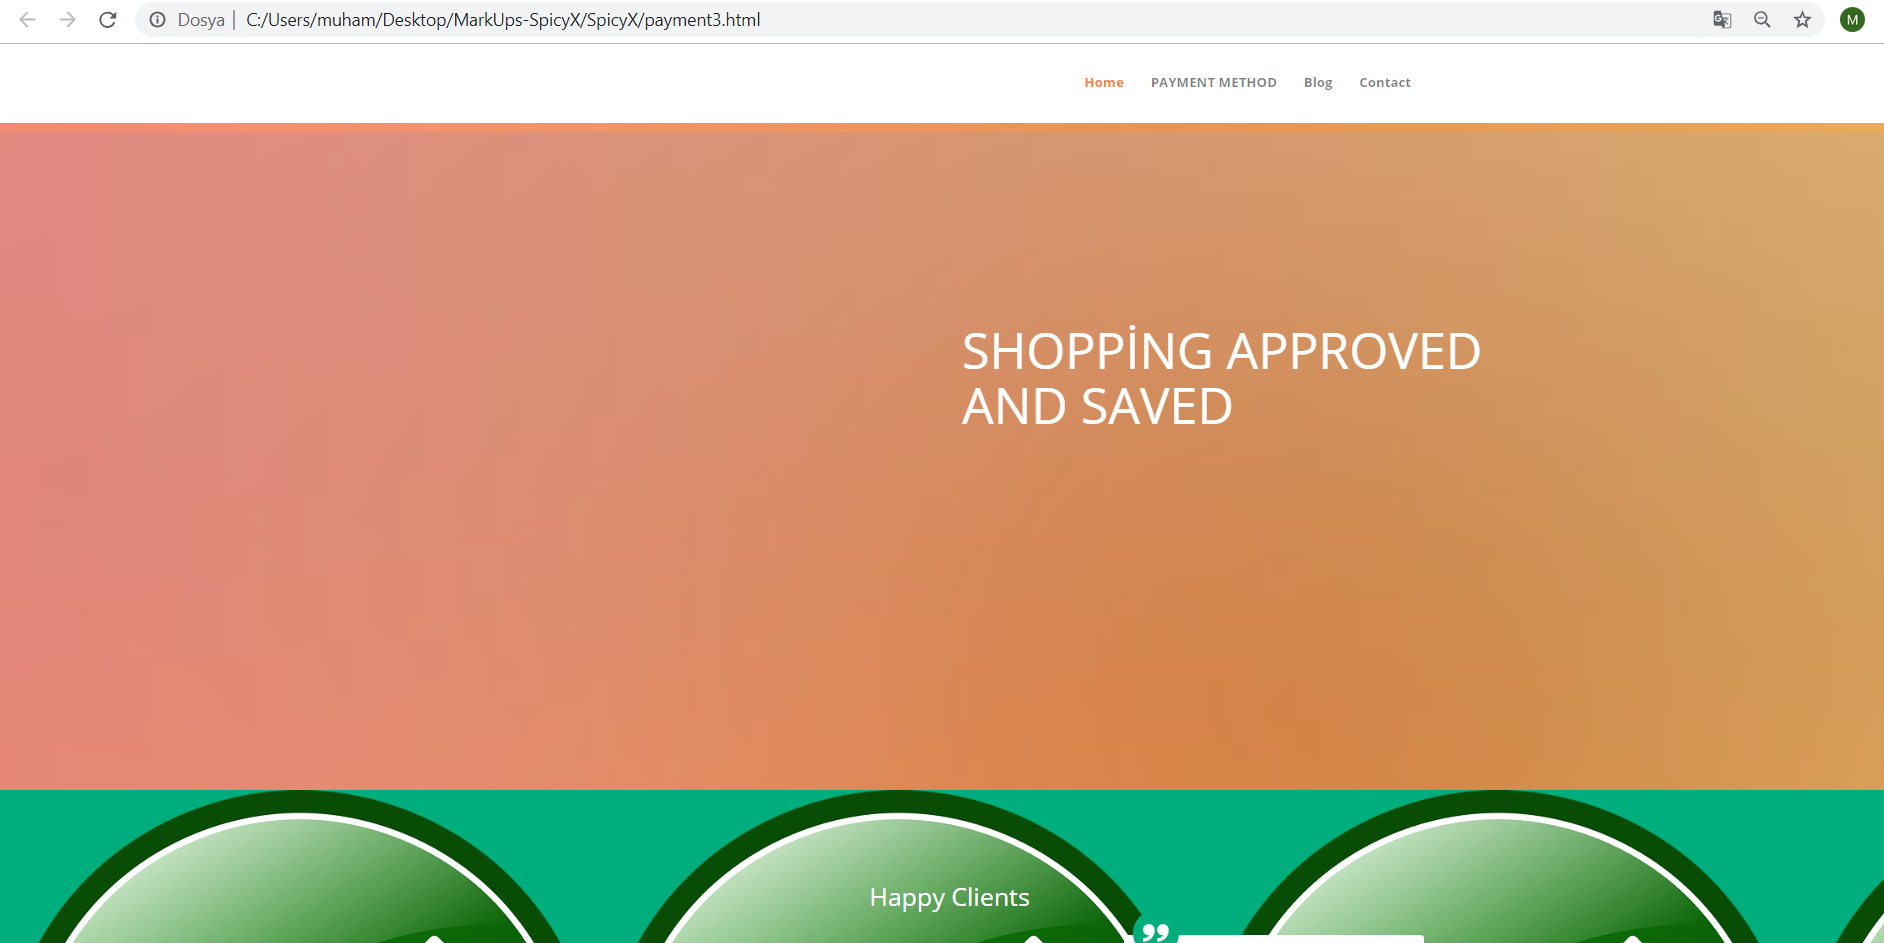 Dosya | C:/Users/muham/Desktop/MarkUps-SpicyX/SpicyX/payment3.html
M
Home PAYMENT METHOD Blog Contact
SHOPPİNG APPROVED
AND SAVED
Happy Clients